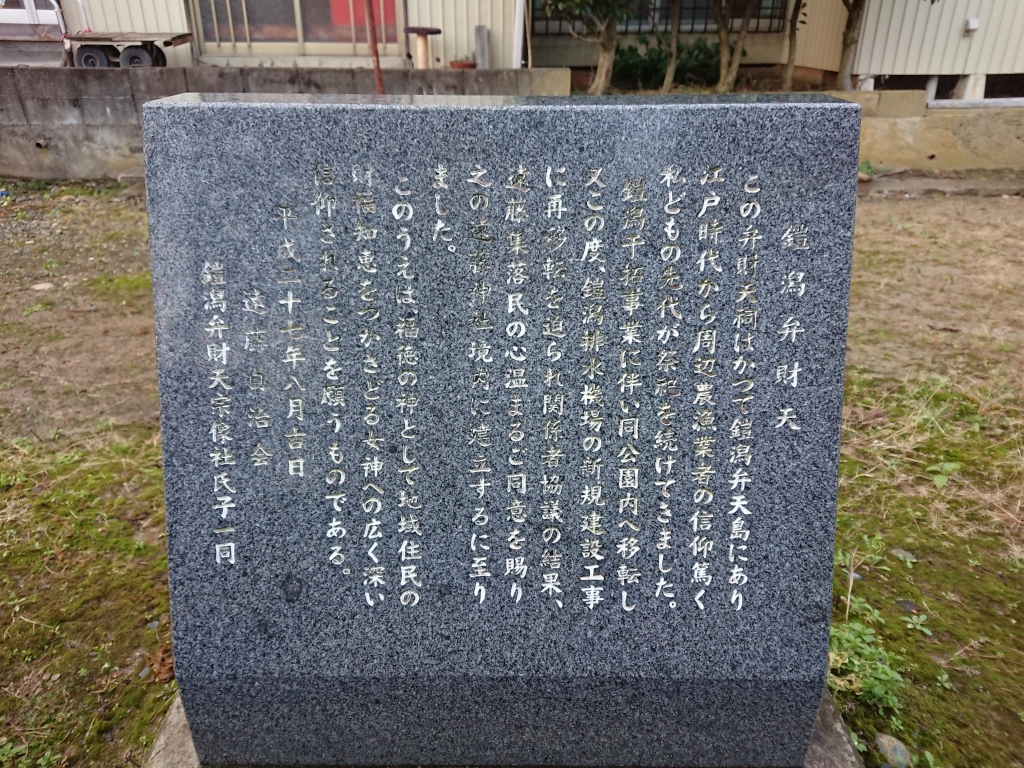 鎧潟弁財天
この弁財天祠はかつて鎧潟弁天島にあり
江戸時代から周辺農漁業者の信仰篤く
私どもの先代が祭祀を続けてきました。
鎧潟干拓事業に伴い同公園内へ移転し
又この度、鎧潟排水機場の新規建設工事
に再移転を迫られ関係者協議の結果、
遠藤集落民の心温まるご同意を賜り
之の遠藤神社境内に建立するに至り
ました。
このうえは福徳の神として地域住民の
財福知恵をつかさどる女神への広く深い
信仰されることを願うものである。
平成二十七年八月吉日
遠藤自治会
鎧潟弁財天宗像社氏子一同